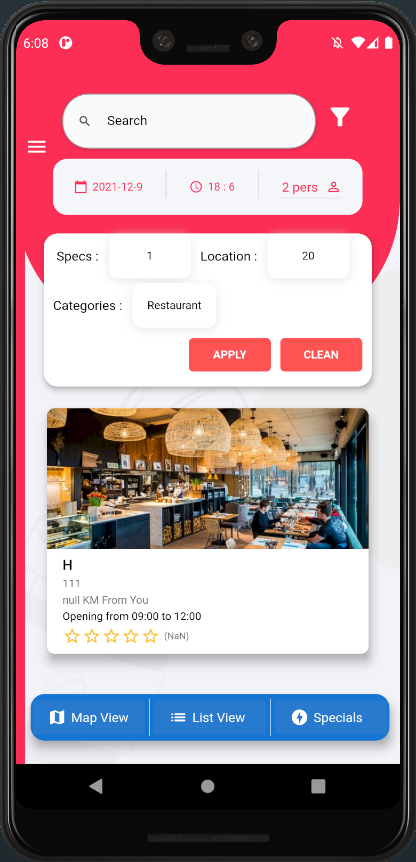 6:08
Search
2021-12-9 18 : 6 2 pers
Specs : 1 Location : 20
Categories : Restaurant
APPLY CLEAN
H
111
null KM From You
Opening from 09:00 to 12:00
(NaN)
Map View List View Specials